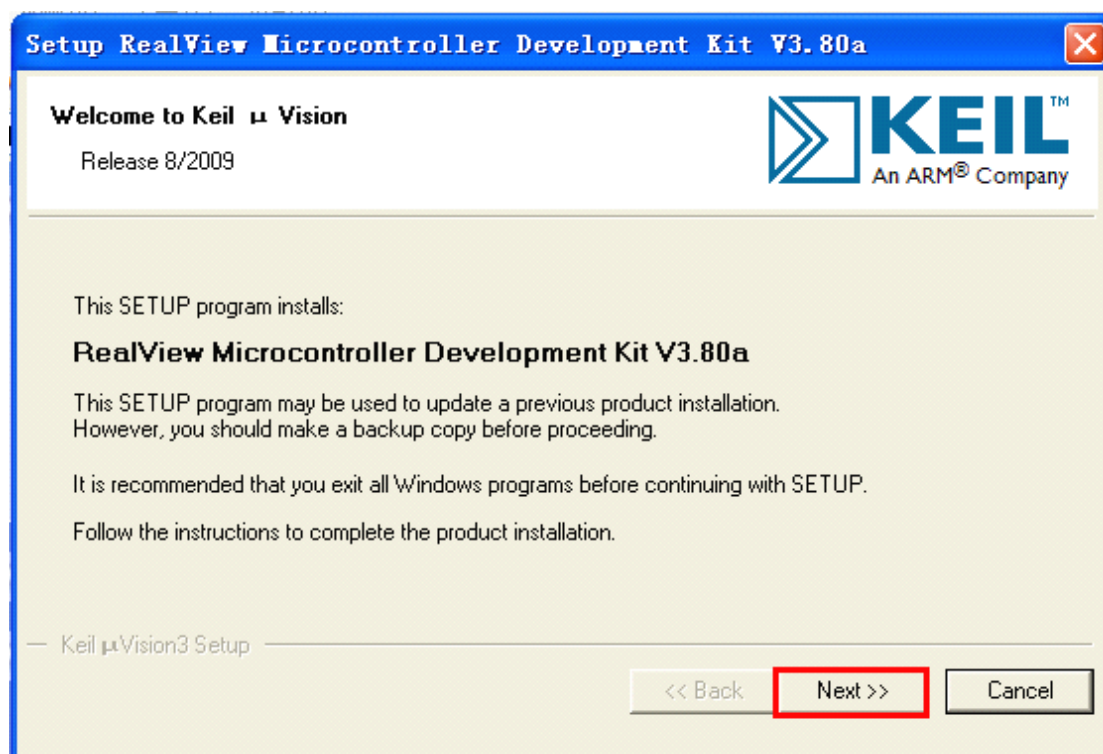 Setup RealView Microcontroller Development Kit V3.80a
Welcome to Keil μ Vision
Release 8/2009
KEIL™
An ARM® Company
This SETUP program installs:
RealView Microcontroller Development Kit V3.80a
This SETUP program may be used to update a previous product installation.
However, you should make a backup copy before proceeding.
It is recommended that you exit all Windows programs before continuing with SETUP.
Follow the instructions to complete the product installation.
Keil μVision3 Setup
<< Back Next >> Cancel